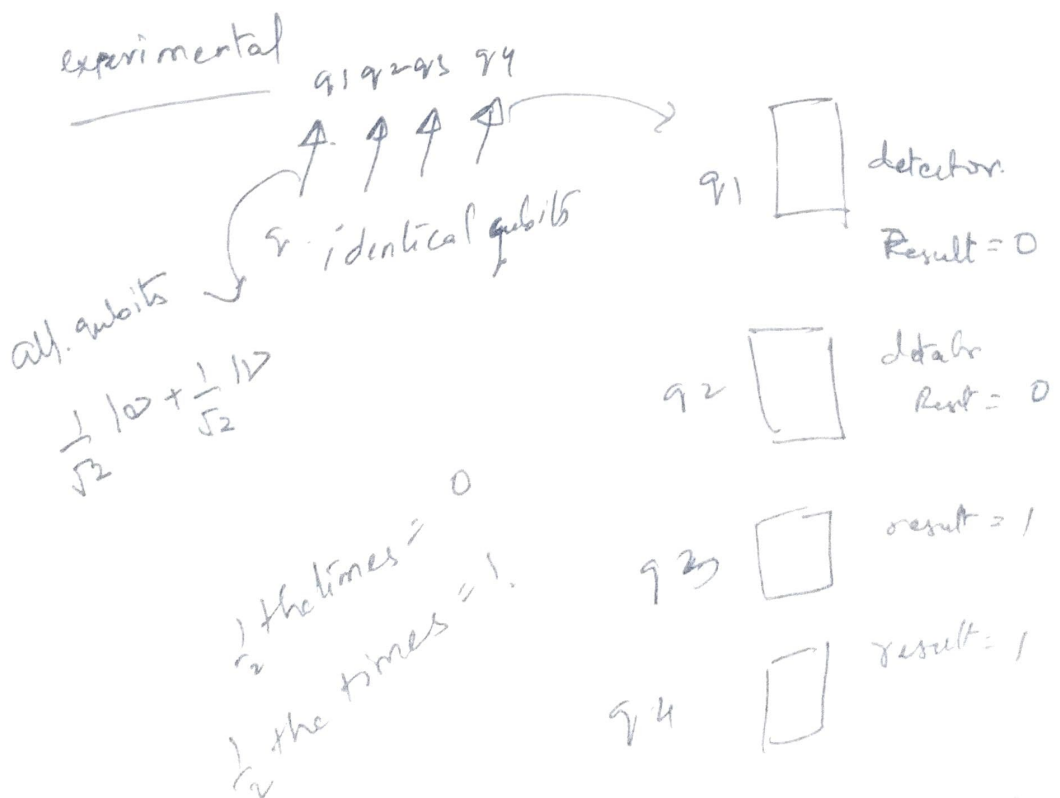 experimental
q1 q2 q3 q4
q identical qubits
all. qubits
1/√2 |0> + 1/√2 |1>
1/2 the times = 0
1/2 the times = 1.
q1
detector.
Result = 0
q2
Result = 0
q3
result = 1
q4
result = 1